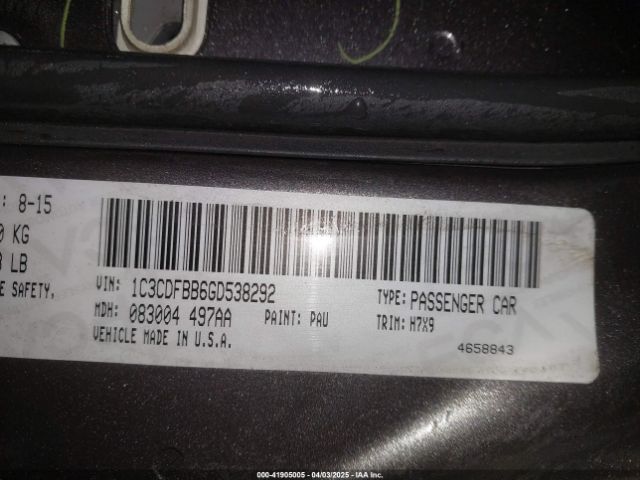 : 8-15
0 KG
LB
E SAFETY,
VIN: 1C3CDFBB6GD538292
TYPE: PASSENGER CAR
MDH: 083004 497AA
PAINT: PAU
TRIM: H7X9
VEHICLE MADE IN U.S.A.
4658843
000-41905005 - 04/03/2025 - IAA Inc.